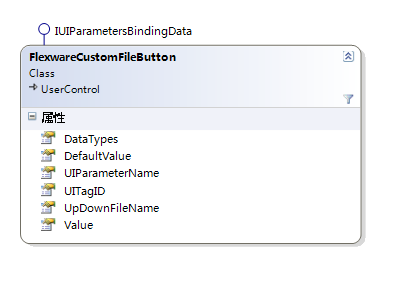 IUIParametersBindingData
FlexwareCustomFileButton
Class
UserControl
属性
DataTypes
DefaultValue
UIParameterName
UITagID
UpDownFileName
Value